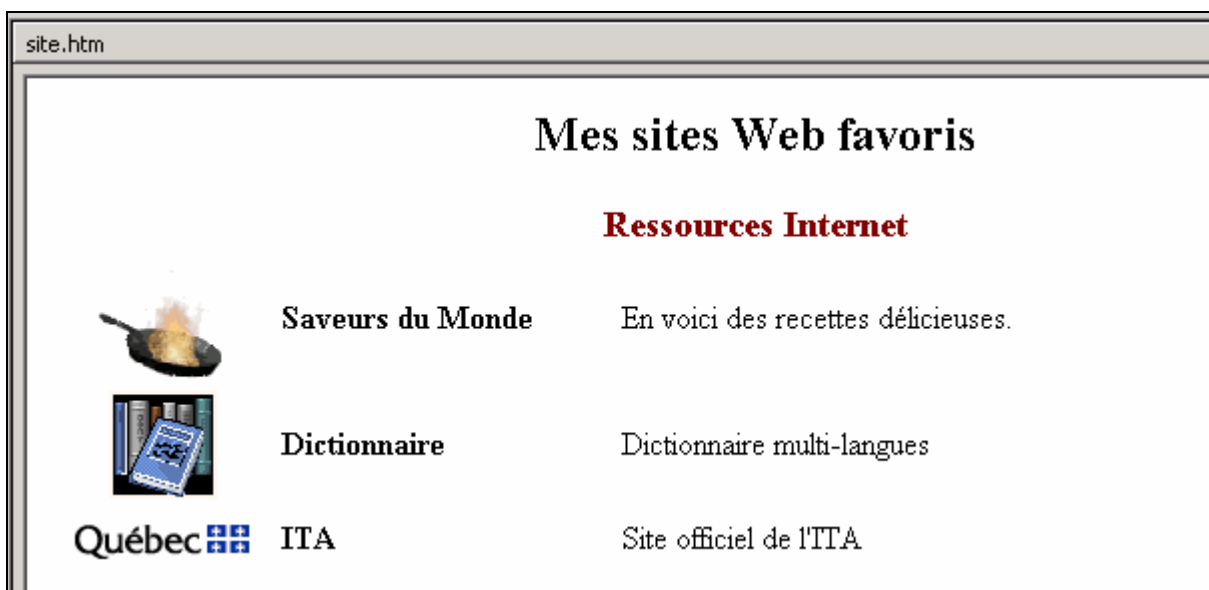 site.htm
Mes sites Web favoris
Ressources Internet
Saveurs du Monde En voici des recettes délicieuses.
Dictionnaire Dictionnaire multi-langues
Québec ITA Site officiel de l'ITA